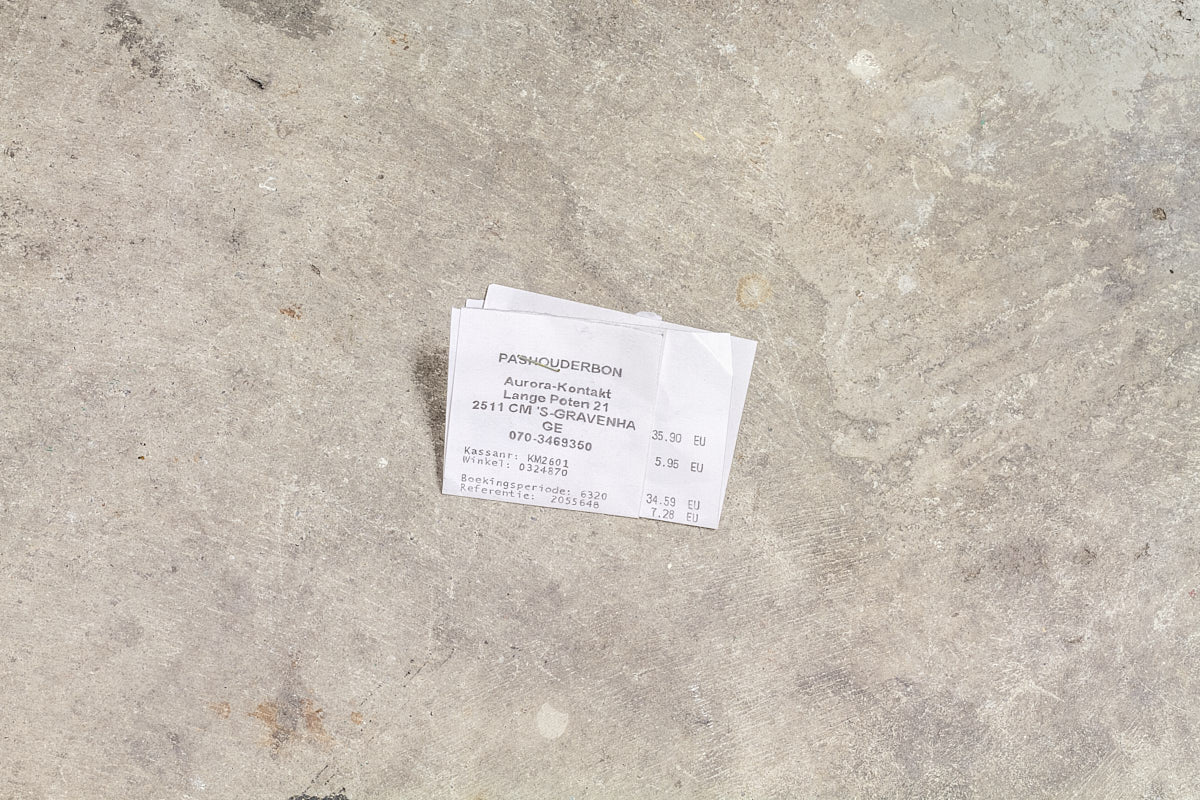 PASHOUDERBON
Aurora-Kontakt
Lange Poten 21
2511 CM 'S-GRAVENHA
GE
070-3469350
Kassanr: KM2601
Winkel: 0324870
Boekingsperiode: 6320
Referentie: 2055648
35.90 EU
5.95 EU
34.59 EU
7.28 EU